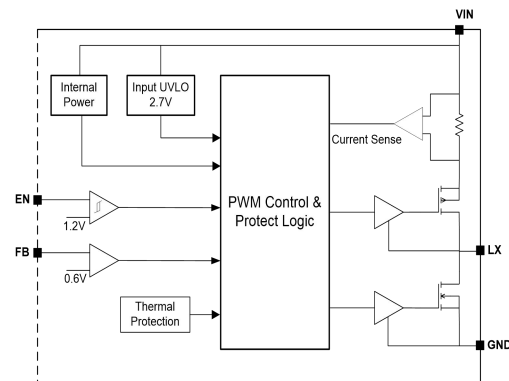 VIN
Internal
Power
Input UVLO
2.7V
Current Sense
EN
1.2V
PWM Control &
Protect Logic
FB
0.6V
LX
Thermal
Protection
GND